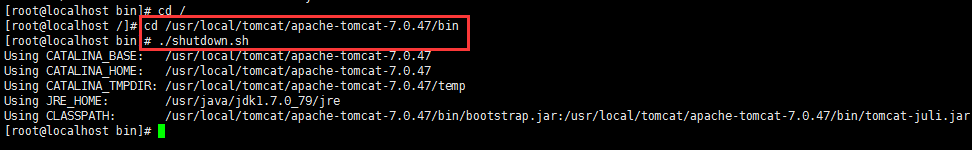 [root@localhost bin]# cd /
[root@localhost /]# cd /usr/local/tomcat/apache-tomcat-7.0.47/bin
[root@localhost bin]# ./shutdown.sh
Using CATALINA_BASE:   /usr/local/tomcat/apache-tomcat-7.0.47
Using CATALINA_HOME:   /usr/local/tomcat/apache-tomcat-7.0.47
Using CATALINA_TMPDIR: /usr/local/tomcat/apache-tomcat-7.0.47/temp
Using JRE_HOME:        /usr/java/jdk1.7.0_79/jre
Using CLASSPATH:       /usr/local/tomcat/apache-tomcat-7.0.47/bin/bootstrap.jar:/usr/local/tomcat/apache-tomcat-7.0.47/bin/tomcat-juli.jar
[root@localhost bin]#